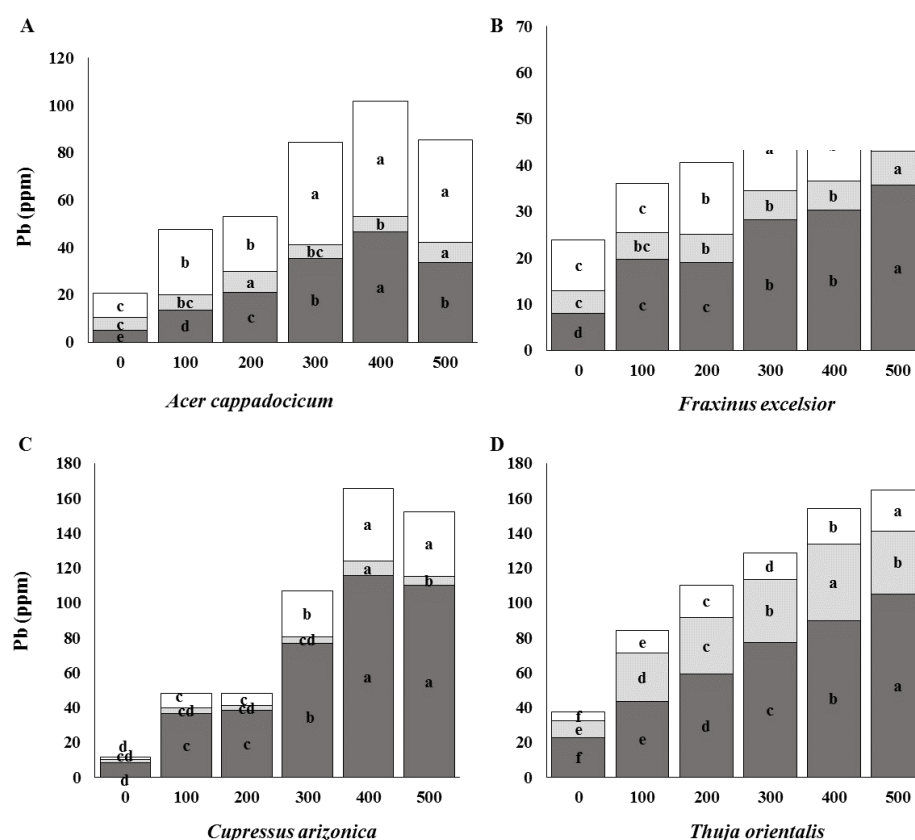 A
Pb (ppm)
120
100
80
60
40
20
0
c
c
e
b
bc
d
b
a
c
a
bc
b
a
b
a
a
a
b
0 100 200 300 400 500
Acer cappadocicum
B
70
60
50
40
30
20
10
0
c
c
d
c
bc
c
b
b
c
a
b
b
b
b
a
a
0 100 200 300 400 500
Fraxinus excelsior
C
Pb (ppm)
180
160
140
120
100
80
60
40
20
0
d
cd
d
c
cd
c
c
cd
c
b
cd
b
a
a
a
a
b
a
0 100 200 300 400 500
Cupressus arizonica
D
180
160
140
120
100
80
60
40
20
0
f
e
f
e
d
e
c
c
d
d
b
c
b
a
b
a
b
a
0 100 200 300 400 500
Thuja orientalis